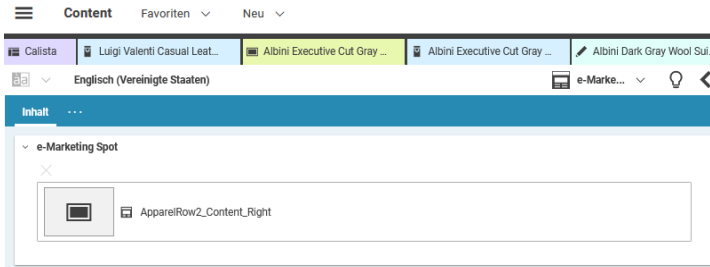 Content Favoriten Neu
Calista Luigi Valenti Casual Leat... Albini Executive Cut Gray ... Albini Executive Cut Gray ... Albini Dark Gray Wool Sui.
Englisch (Vereinigte Staaten) e-Marke...
Inhalt ...
e-Marketing Spot
ApparelRow2_Content_Right